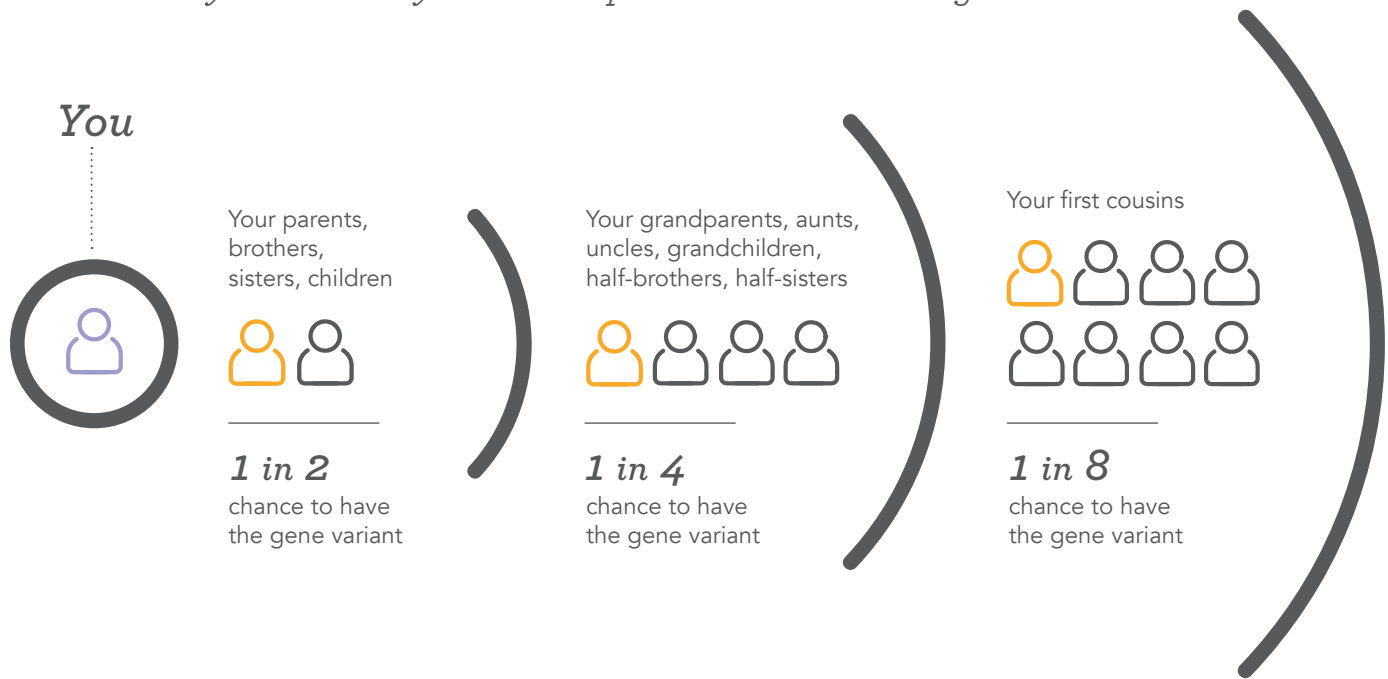 You
Your parents,
brothers,
sisters, children
1 in 2
chance to have
the gene variant
Your grandparents, aunts,
uncles, grandchildren,
half-brothers, half-sisters
1 in 4
chance to have
the gene variant
Your first cousins
1 in 8
chance to have
the gene variant